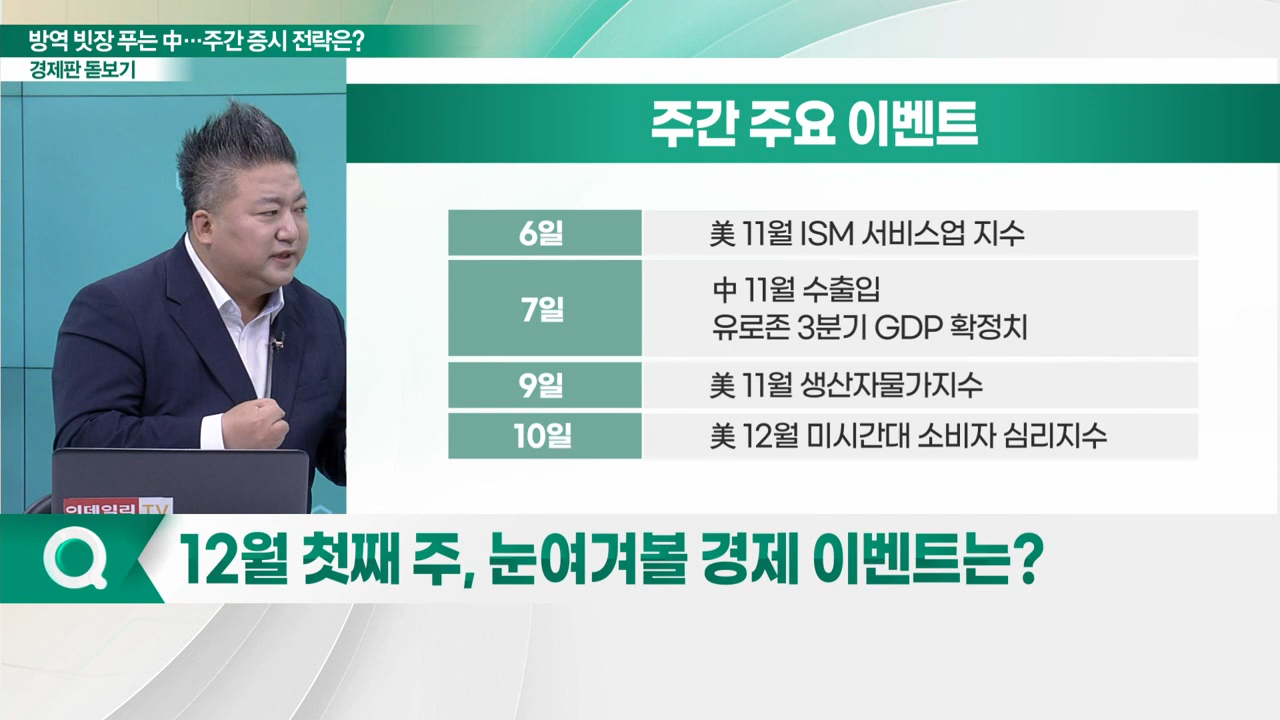 방역 빗장 푸는 中…주간 증시 전략은?
경제판 돋보기
주간 주요 이벤트
6일 美 11월 ISM 서비스업 지수
7일 中 11월 수출입
유로존 3분기 GDP 확정치
9일 美 11월 생산자물가지수
10일 美 12월 미시간대 소비자 심리지수
이데일리 TV
Q 12월 첫째 주, 눈여겨볼 경제 이벤트는?